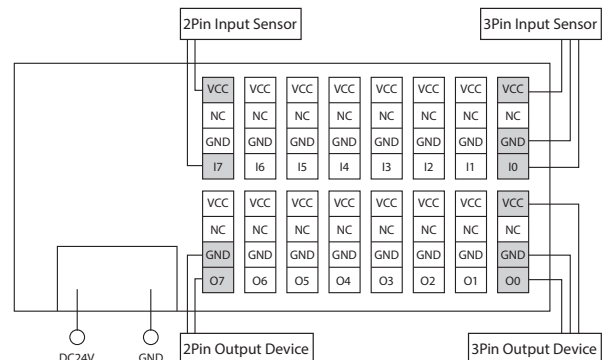 2Pin Input Sensor 3Pin Input Sensor
VCC VCC VCC VCC VCC VCC VCC VCC
NC NC NC NC NC NC NC NC
GND GND GND GND GND GND GND GND
I7 I6 I5 I4 I3 I2 I1 I0
VCC VCC VCC VCC VCC VCC VCC VCC
NC NC NC NC NC NC NC NC
GND GND GND GND GND GND GND GND
O7 O6 O5 O4 O3 O2 O1 O0
2Pin Output Device 3Pin Output Device
DC24V GND